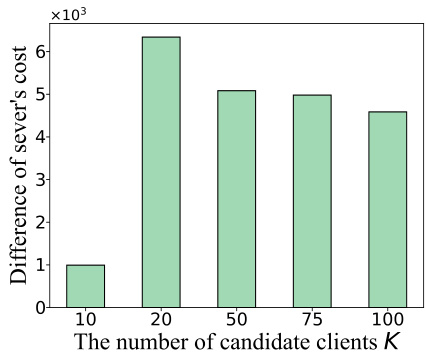 ×10³
6
5
4
3
2
1
0
Difference of sever's cost
10 20 50 75 100
The number of candidate clients K